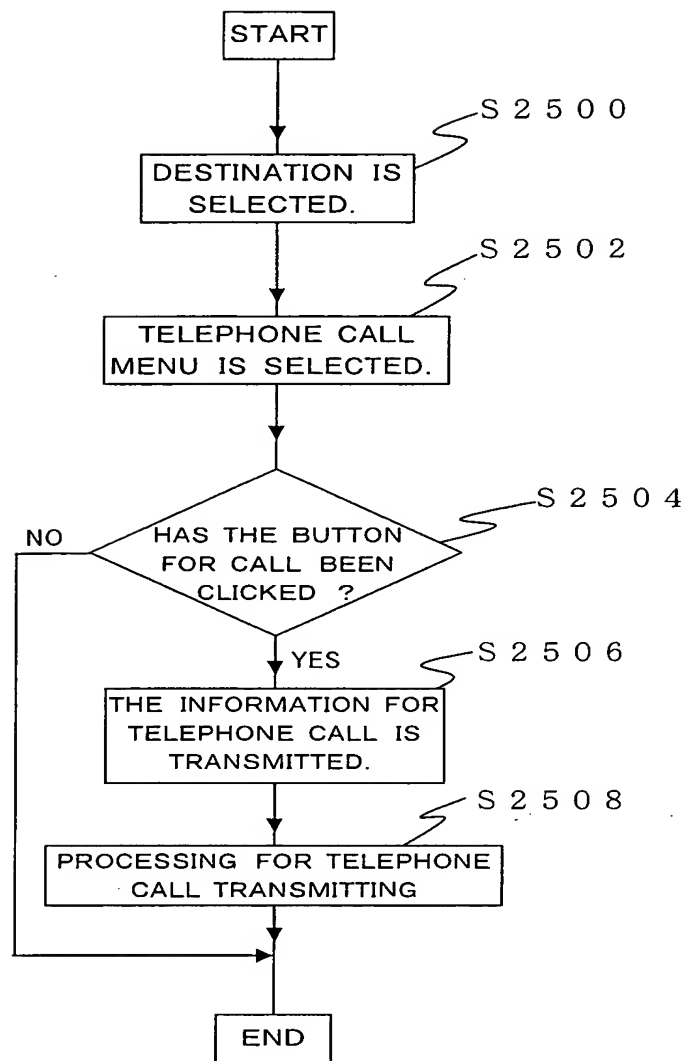 START
S2500
DESTINATION IS
SELECTED.
S2502
TELEPHONE CALL
MENU IS SELECTED.
S2504
NO
HAS THE BUTTON
FOR CALL BEEN
CLICKED ?
YES
S2506
THE INFORMATION FOR
TELEPHONE CALL IS
TRANSMITTED.
S2508
PROCESSING FOR TELEPHONE
CALL TRANSMITTING
END